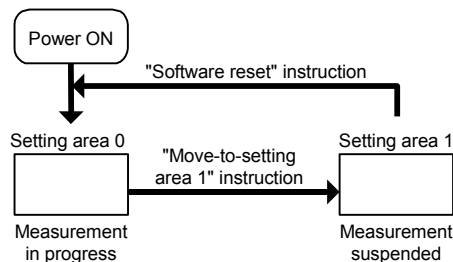 Power ON
"Software reset" instruction
Setting area 0
Setting area 1
"Move-to-setting
area 1" instruction
Measurement
in progress
Measurement
suspended